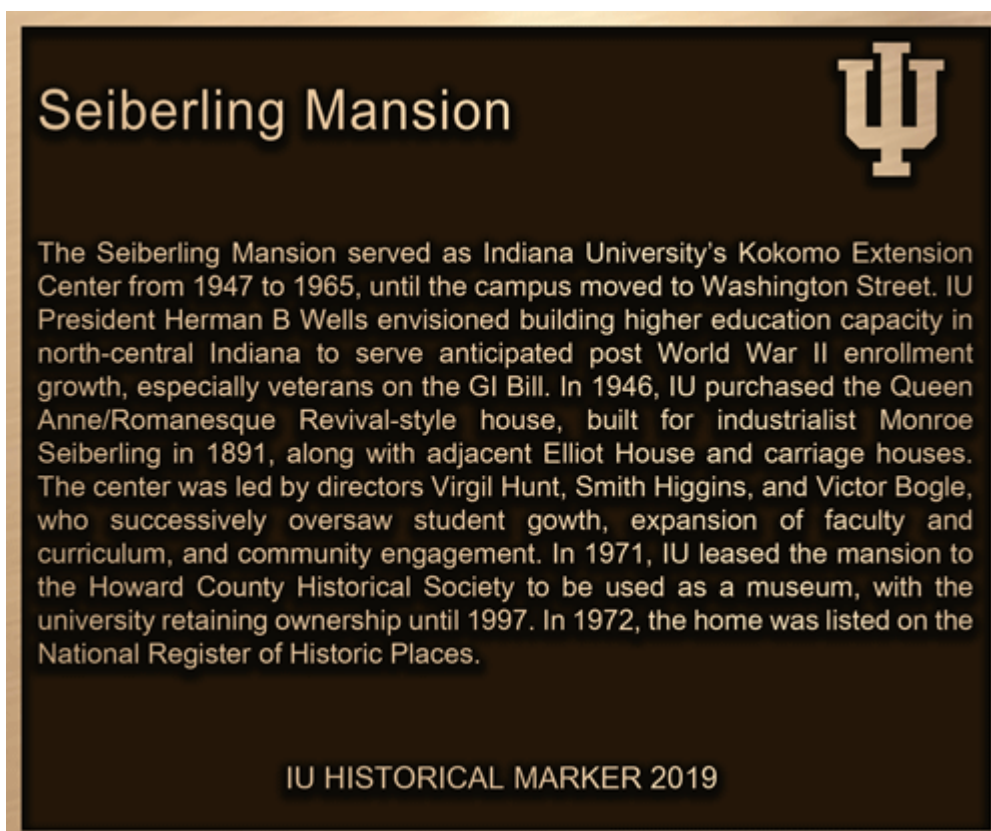 Seiberling Mansion
The Seiberling Mansion served as Indiana University's Kokomo Extension
Center from 1947 to 1965, until the campus moved to Washington Street. IU
President Herman B Wells envisioned building higher education capacity in
north-central Indiana to serve anticipated post World War II enrollment
growth, especially veterans on the GI Bill. In 1946, IU purchased the Queen
Anne/Romanesque Revival-style house, built for industrialist Monroe
Seiberling in 1891, along with adjacent Elliot House and carriage houses.
The center was led by directors Virgil Hunt, Smith Higgins, and Victor Bogle,
who successively oversaw student gowth, expansion of faculty and
curriculum, and community engagement. In 1971, IU leased the mansion to
the Howard County Historical Society to be used as a museum, with the
university retaining ownership until 1997. In 1972, the home was listed on the
National Register of Historic Places.
IU HISTORICAL MARKER 2019